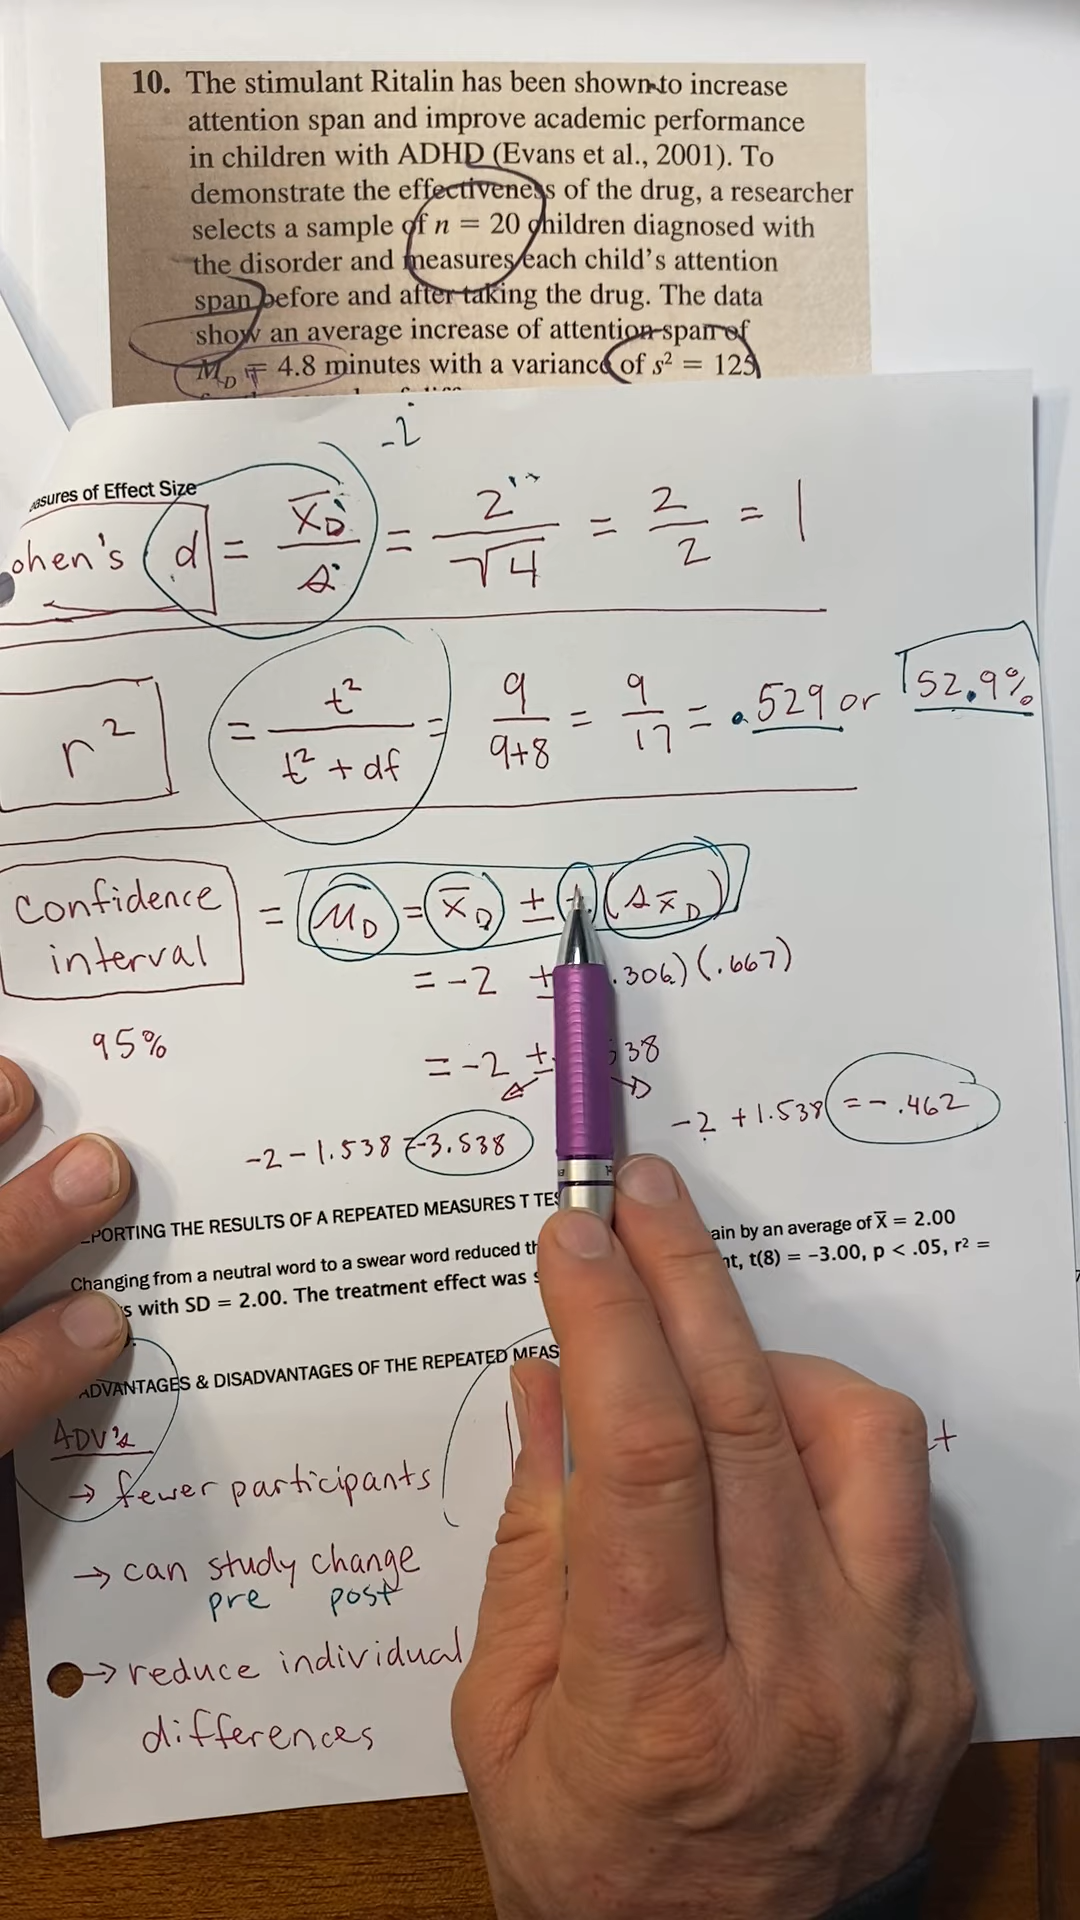 10. The stimulant Ritalin has been shown to increase
attention span and improve academic performance
in children with ADHD (Evans et al., 2001). To
demonstrate the effectiveness of the drug, a researcher
selects a sample of n = 20 children diagnosed with
the disorder and measures each child's attention
span before and after taking the drug. The data
show an average increase of attention span of
M_D = 4.8 minutes with a variance of s² = 125
-2
Measures of Effect Size
Cohen's d = X̄_D / s = 2 / √4 = 2 / 2 = 1
r² = t² / (t² + df) = 9 / (9+8) = 9 / 17 = .529 or 52.9%
Confidence interval = μ_D = X̄_D ± t (s X̄_D)
= -2 ± .306)(.667)
95%
= -2 ± 38
-2 - 1.538 = -3.538
-2 + 1.538 = -.462
PORTING THE RESULTS OF A REPEATED MEASURES T TES
Changing from a neutral word to a swear word reduced th ain by an average of X̄ = 2.00
s with SD = 2.00. The treatment effect was s nt, t(8) = -3.00, p < .05, r² =
ADVANTAGES & DISADVANTAGES OF THE REPEATED MEAS
ADV's
→ fewer participants
→ can study change
pre post
→ reduce individual
differences